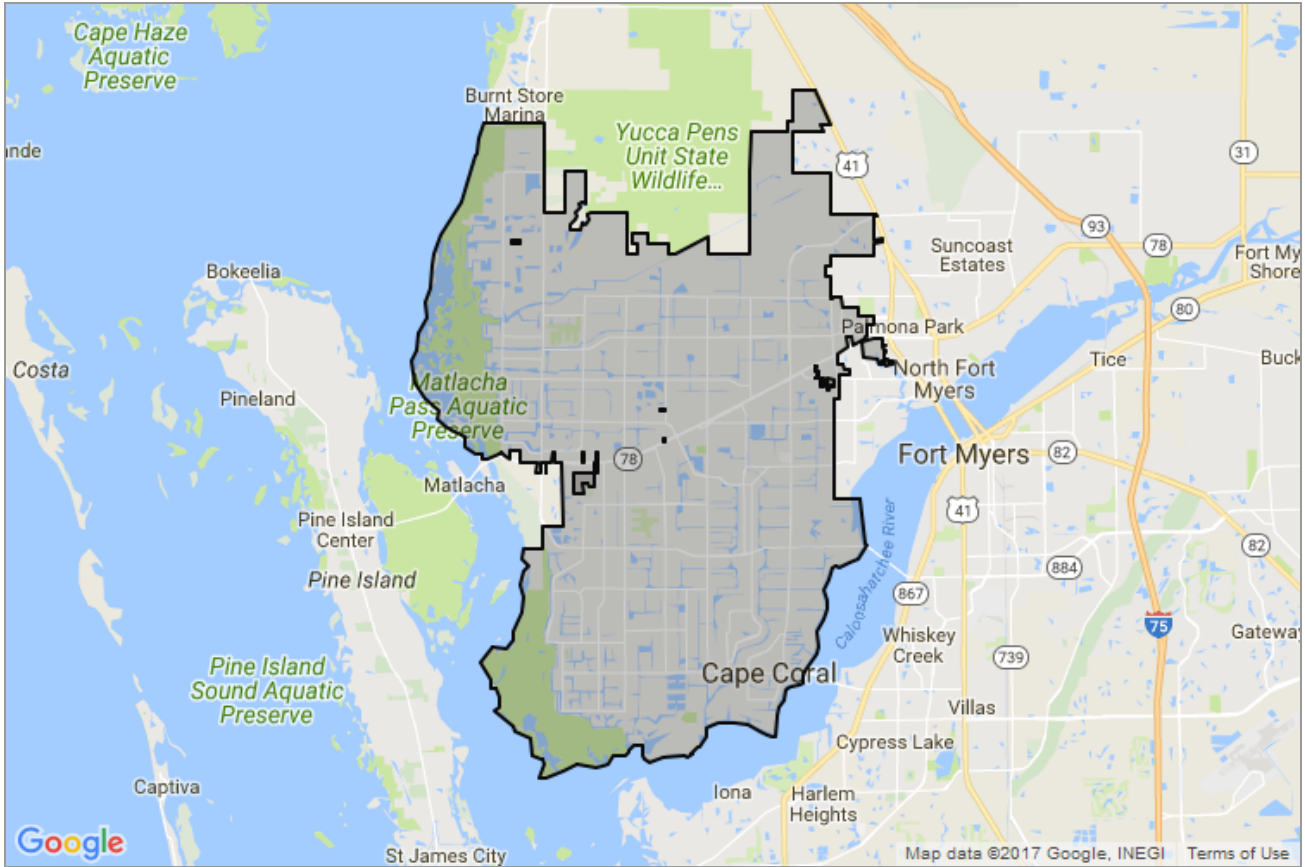 Cape Haze
Aquatic
Preserve
Burnt Store
Marina
Yucca Pens
Unit State
Wildlife...
ande
41
31
93
78
Suncoast
Estates
Fort My
Shore
Bokeelia
80
Parmona Park
Costa
Tice
Buck
North Fort
Myers
Matlacha
Pass Aquatic
Preserve
Pineland
Fort Myers
78
82
Matlacha
41
Pine Island
Center
82
Caloosahatchee River
884
Pine Island
867
75
Whiskey
Creek
Gateway
739
Pine Island
Sound Aquatic
Preserve
Cape Coral
Villas
Cypress Lake
Captiva
Iona
Harlem
Heights
Google
St James City
Map data ©2017 Google, INEGI
Terms of Use